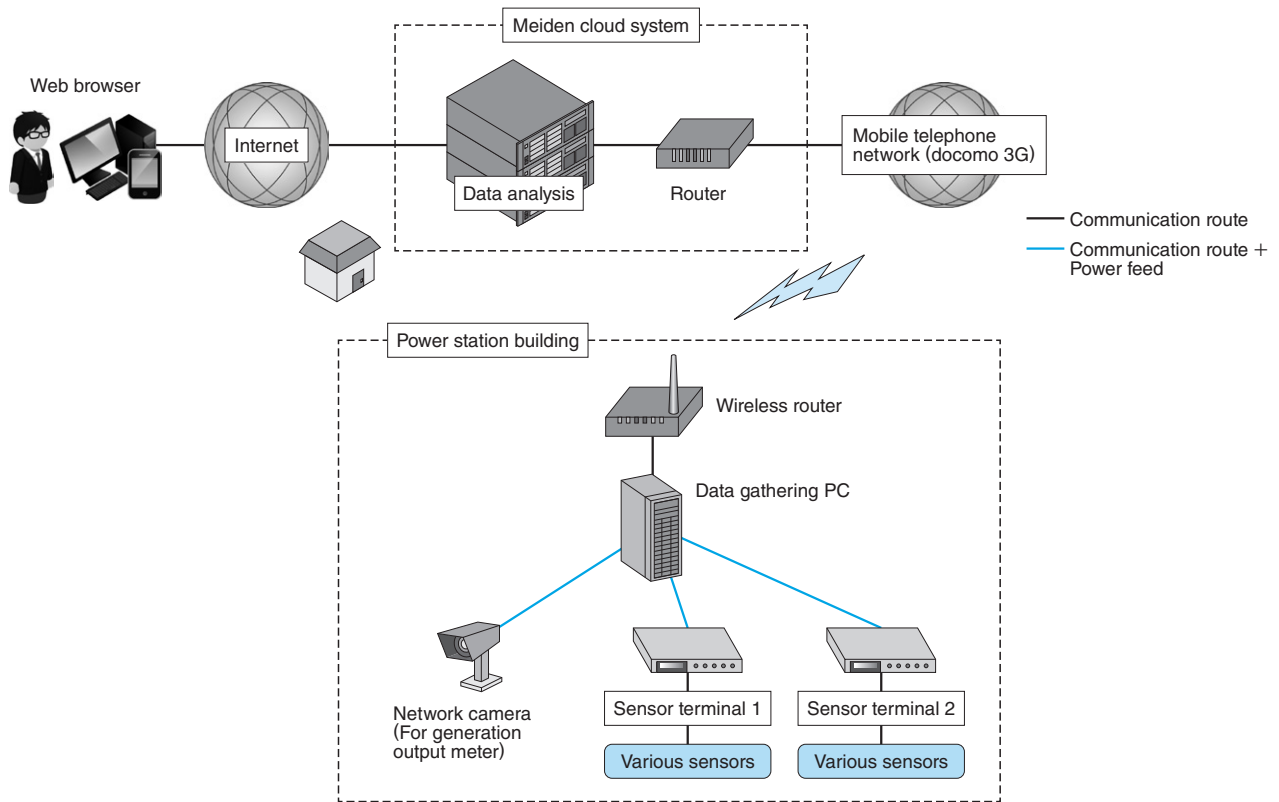 Meiden cloud system
Web browser
Internet
Data analysis
Router
Mobile telephone
network (docomo 3G)
Communication route
Communication route +
Power feed
Power station building
Wireless router
Data gathering PC
Network camera
(For generation
output meter)
Sensor terminal 1
Sensor terminal 2
Various sensors
Various sensors